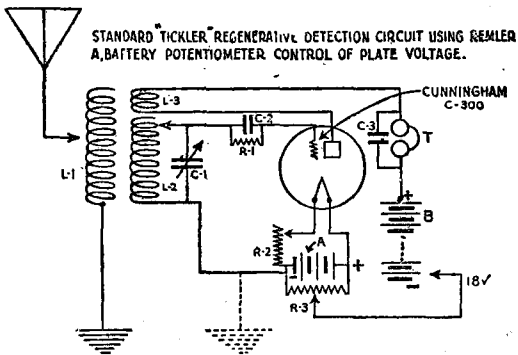 STANDARD "TICKLER" REGENERATIVE DETECTION CIRCUIT USING REMLER
A, BATTERY POTENTIOMETER CONTROL OF PLATE VOLTAGE.
CUNNINGHAM
C-300
L-3
C-2
C-3
T
R-1
L-1
L-2
C-1
B
R-2
A
+
+
-
18V
R-3